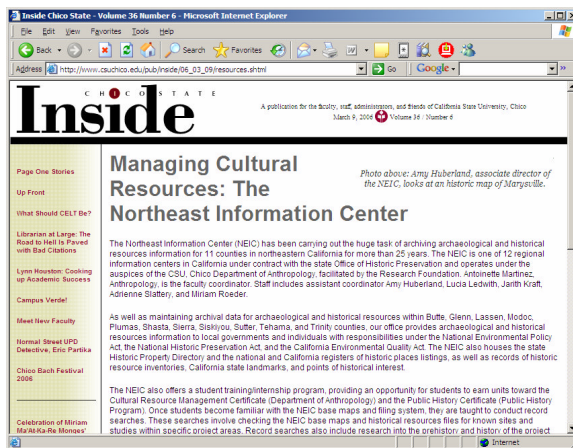 Inside Chico State - Volume 36 Number 6 - Microsoft Internet Explorer
File Edit View Favorites Tools Help
Back Search Favorites
Address http://www.csuchico.edu/pub/inside/06_03_09/resources.shtml Go Google
CHICO STATE
Inside
A publication for the faculty, staff, administrators, and friends of California State University, Chico
March 9, 2006 Volume 36 / Number 6
Page One Stories
Up Front
What Should CELT Be?
Librarian at Large: The
Road to Hell Is Paved
with Bad Citations
Lynn Houston: Cooking
up Academic Success
Campus Verde!
Meet New Faculty
Normal Street UPD
Detective, Eric Partika
Chico Bach Festival
2006
Celebration of Miriam
Ma'At-Ka-Re Monges'
Managing Cultural
Resources: The
Northeast Information Center
Photo above: Amy Huberland, associate director of
the NEIC, looks at an historic map of Marysville.
The Northeast Information Center (NEIC) has been carrying out the huge task of archiving archaeological and historical
resources information for 11 counties in northeastern California for more than 25 years. The NEIC is one of 12 regional
information centers in California under contract with the state Office of Historic Preservation and operates under the
auspices of the CSU, Chico Department of Anthropology, facilitated by the Research Foundation. Antoinette Martinez,
Anthropology, is the faculty coordinator. Staff includes assistant coordinator Amy Huberland, Lucia Ledwith, Jarith Kraft,
Adrienne Slattery, and Miriam Roeder.
As well as maintaining archival data for archaeological and historical resources within Butte, Glenn, Lassen, Modoc,
Plumas, Shasta, Sierra, Siskiyou, Sutter, Tehama, and Trinity counties, our office provides archaeological and historical
resources information to local governments and individuals with responsibilities under the National Environmental Policy
Act, the National Historic Preservation Act, and the California Environmental Quality Act. The NEIC also houses the state
Historic Property Directory and the national and California registers of historic places listings, as well as records of historic
resource inventories, California state landmarks, and points of historical interest.
The NEIC also offers a student training/internship program, providing an opportunity for students to earn units toward the
Cultural Resource Management Certificate (Department of Anthropology) and the Public History Certificate (Public History
Program). Once students become familiar with the NEIC base maps and filing system, they are taught to conduct record
searches. These searches involve checking the NEIC base maps and historical resources files for known sites and
studies within specific project areas. Record searches also include research into the prehistory and history of the project
Internet